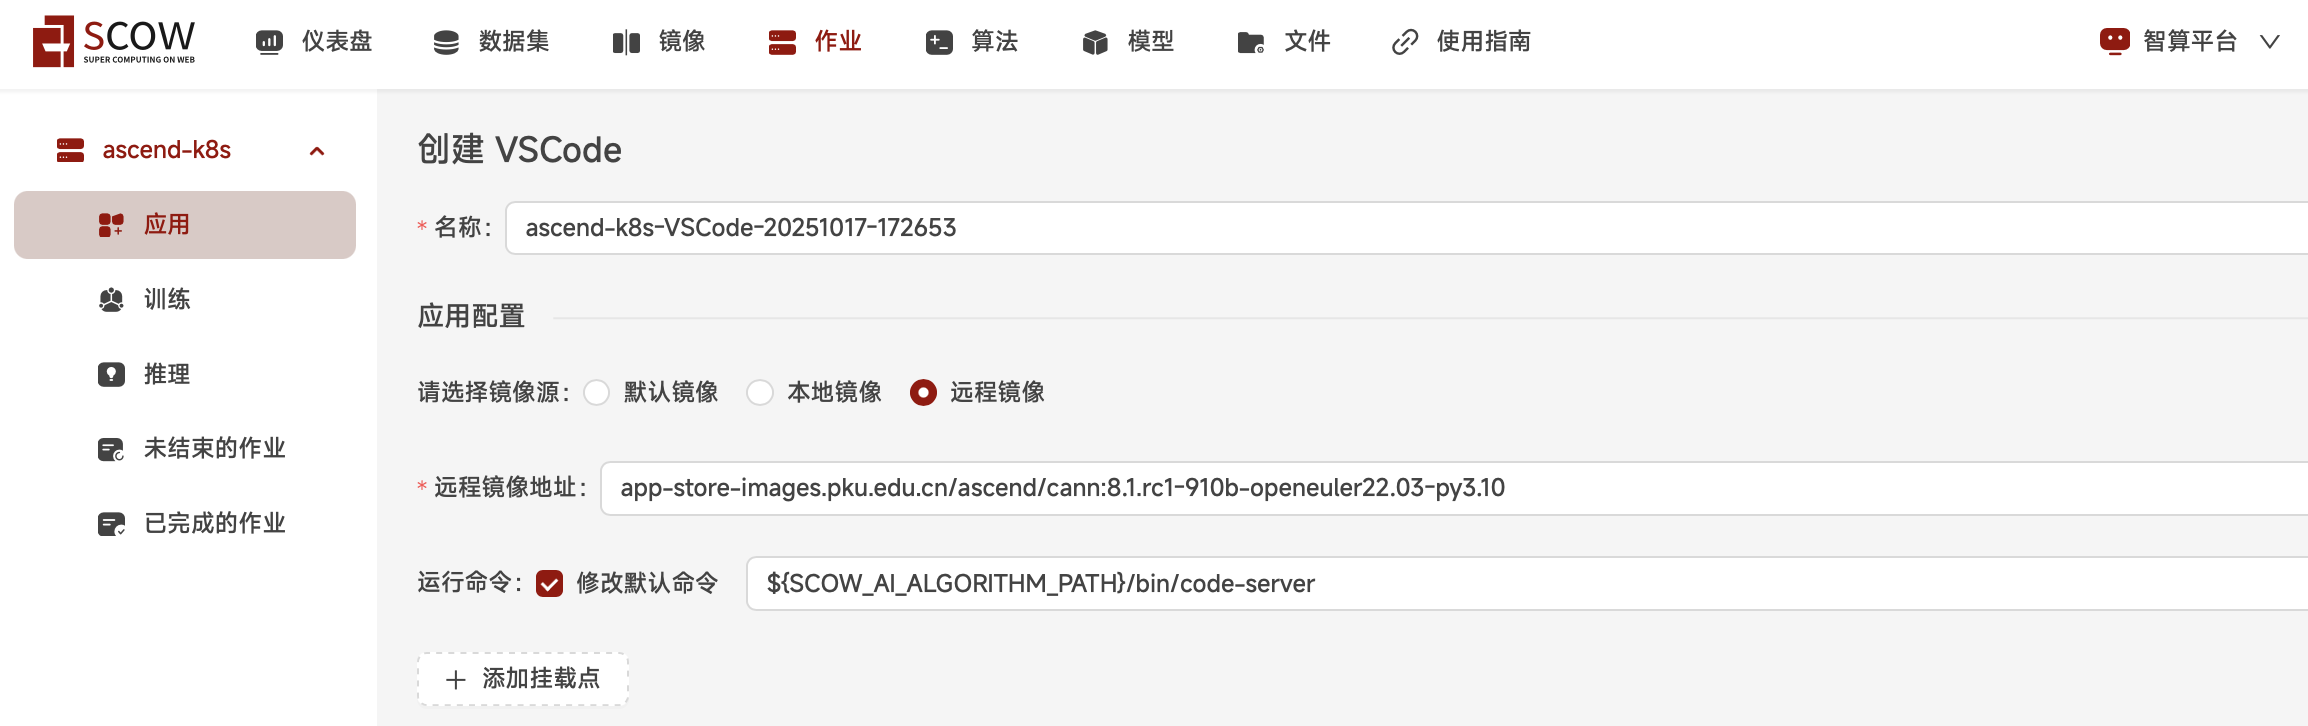 SCOW
SUPER COMPUTING ON WEB
仪表盘
数据集
镜像
作业
算法
模型
文件
使用指南
智算平台
ascend-k8s
应用
训练
推理
未结束的作业
已完成的作业
创建 VSCode
* 名称: ascend-k8s-VSCode-20251017-172653
应用配置
请选择镜像源: 默认镜像 本地镜像 远程镜像
* 远程镜像地址: app-store-images.pku.edu.cn/ascend/cann:8.1.rc1-910b-openeuler22.03-py3.10
运行命令: 修改默认命令 ${SCOW_AI_ALGORITHM_PATH}/bin/code-server
+ 添加挂载点